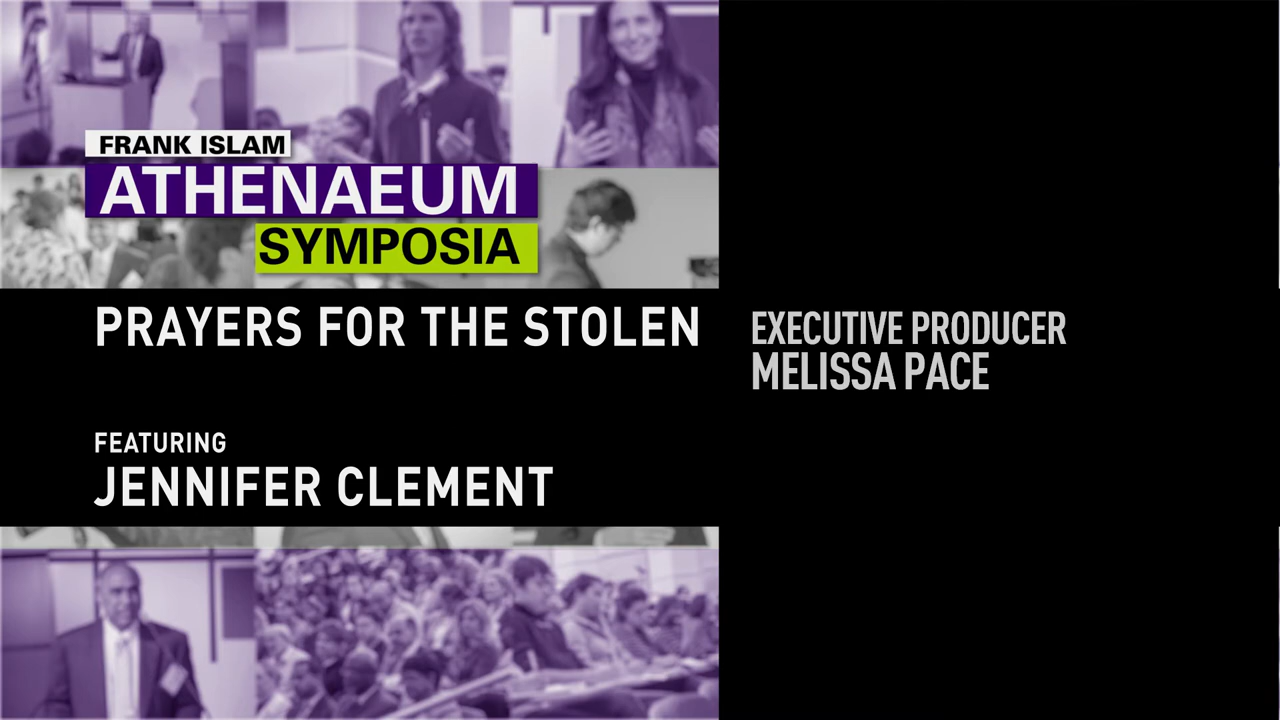 FRANK ISLAM
ATHENAEUM
SYMPOSIA
PRAYERS FOR THE STOLEN
FEATURING
JENNIFER CLEMENT
EXECUTIVE PRODUCER
MELISSA PACE